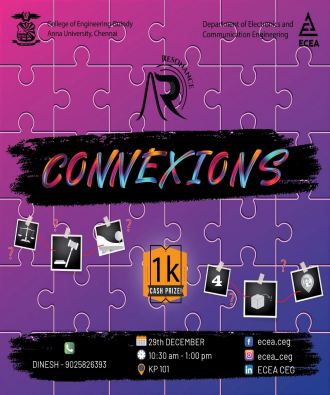 College of Engineering Guindy
Anna University, Chennai
Department of Electronics and
Communication Engineering
ECEA
RESONANCE
CONNEXIONS
?
?
?
?
?
?
1k
CASH PRIZE!
4
DINESH - 9025826393
29th DECEMBER
10:30 am - 1:00 pm
KP 101
ecea.ceg
ecea_ceg
ECEA CEG